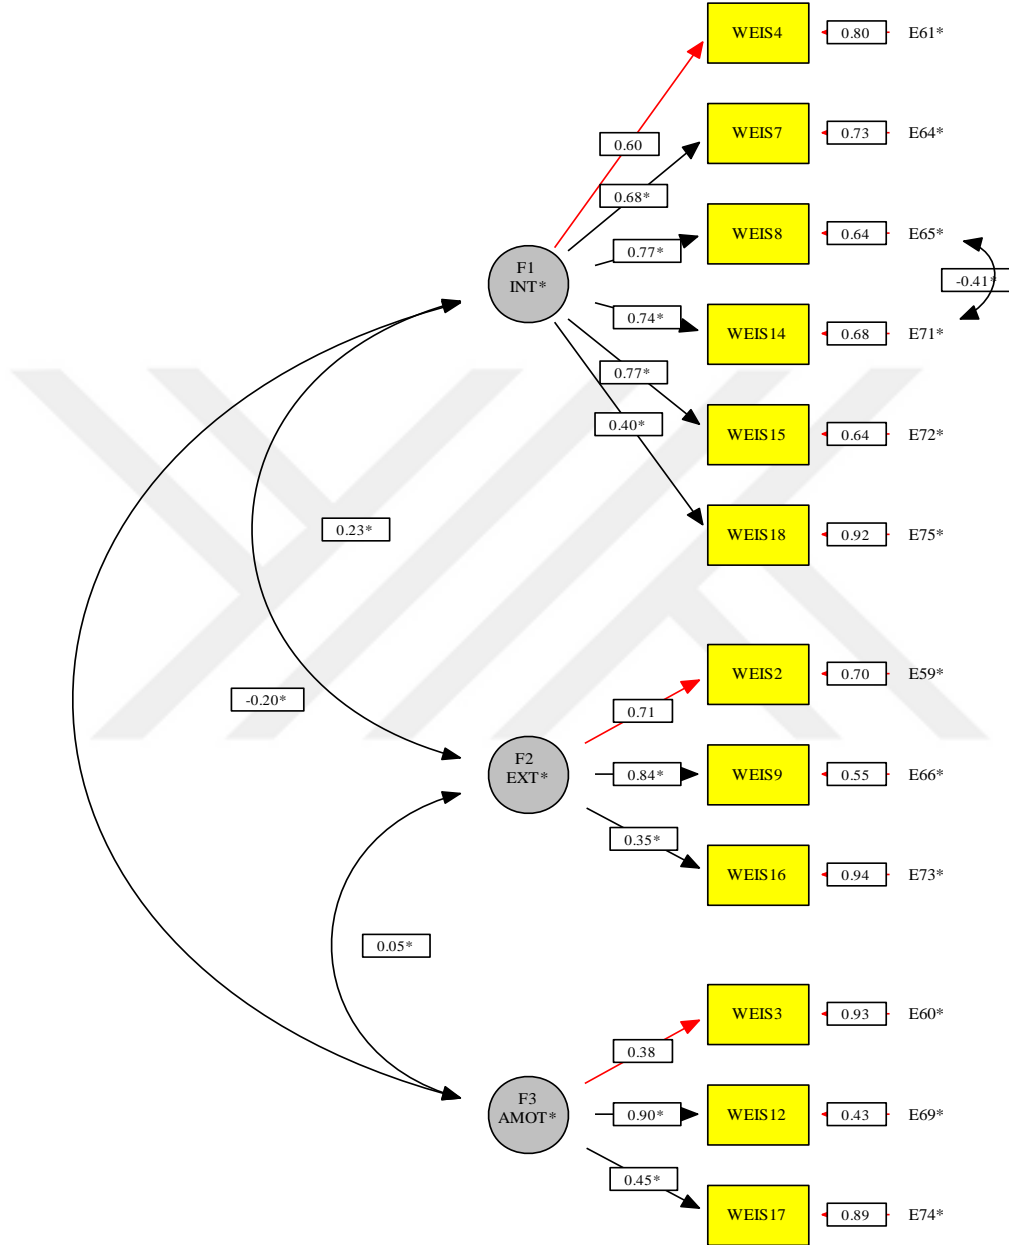 WEIS4 0.80 E61*
0.60
WEIS7 0.73 E64*
0.68*
WEIS8 0.64 E65*
0.77*
F1
INT*
-0.41*
0.74*
WEIS14 0.68 E71*
0.77*
0.40*
WEIS15 0.64 E72*
0.23*
WEIS18 0.92 E75*
WEIS2 0.70 E59*
-0.20*
0.71
F2
EXT*
0.84*
WEIS9 0.55 E66*
0.35*
WEIS16 0.94 E73*
0.05*
WEIS3 0.93 E60*
0.38
F3
AMOT*
0.90*
WEIS12 0.43 E69*
0.45*
WEIS17 0.89 E74*